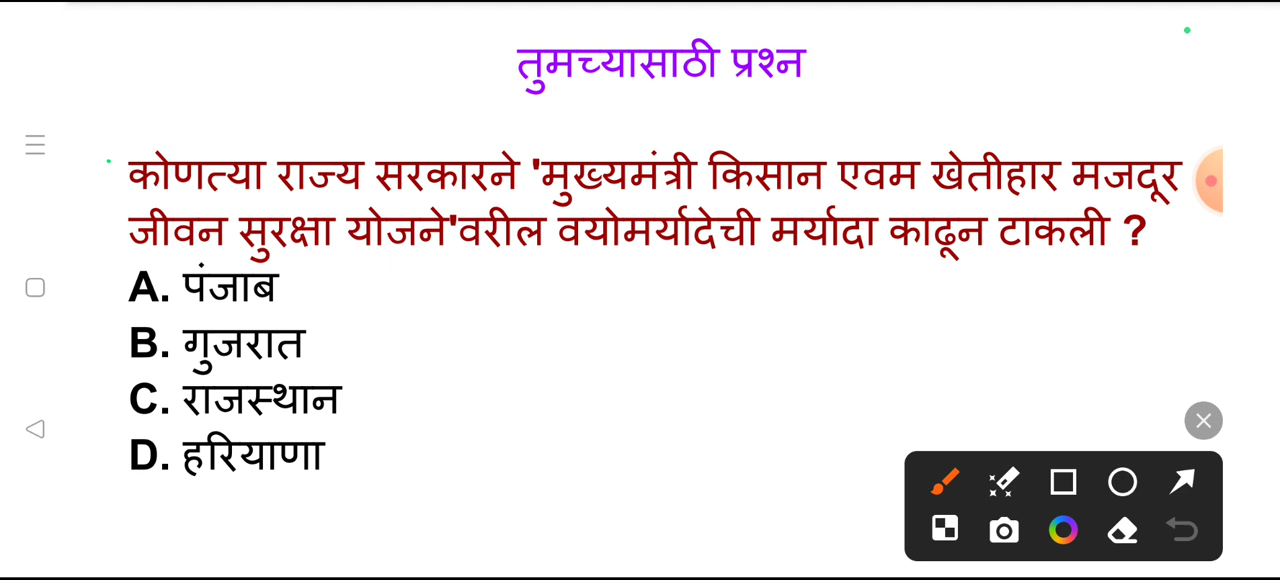 तुमच्यासाठी प्रश्न
कोणत्या राज्य सरकारने 'मुख्यमंत्री किसान एवम खेतीहार मजदूर
जीवन सुरक्षा योजने'वरील वयोमर्यादेची मर्यादा काढून टाकली ?
A. पंजाब
B. गुजरात
C. राजस्थान
D. हरियाणा